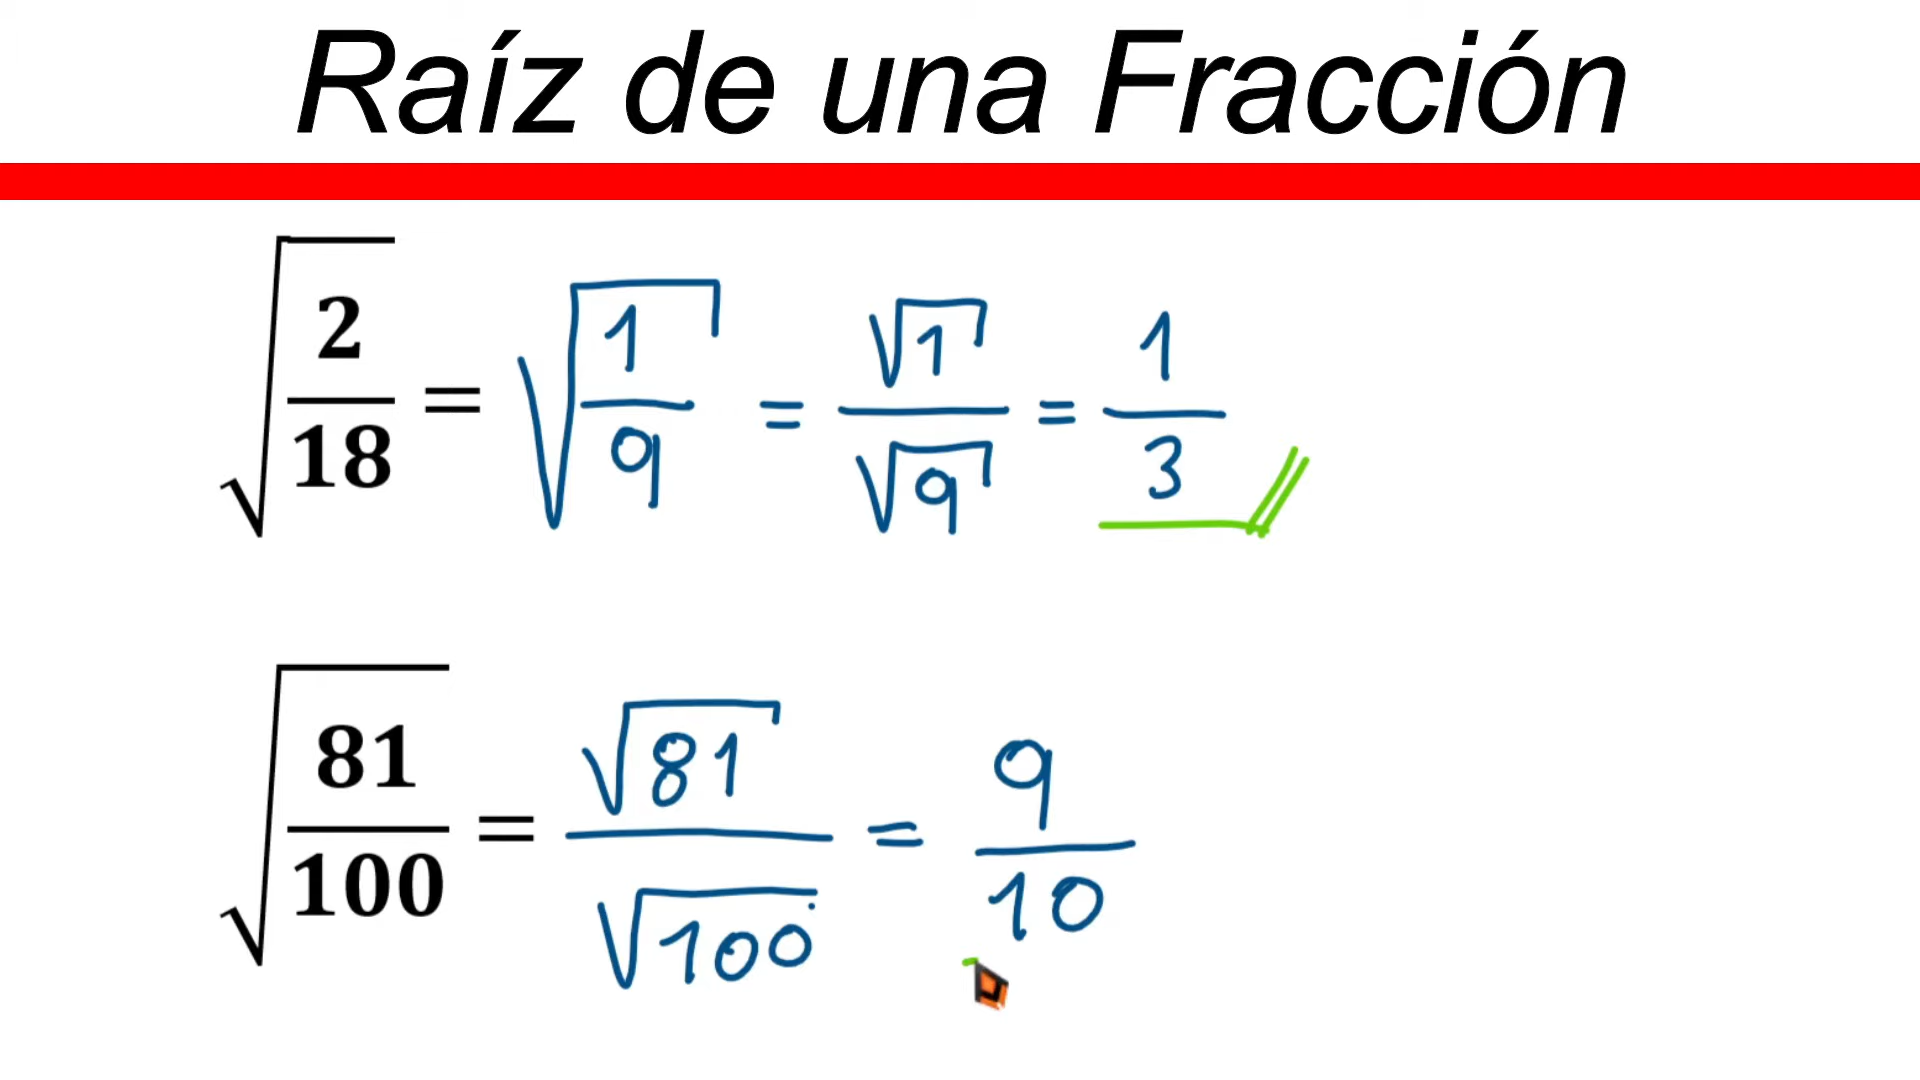 Raíz de una Fracción
√(2/18) = √(1/9) = √1/√9 = 1/3
√(81/100) = √81/√100 = 9/10